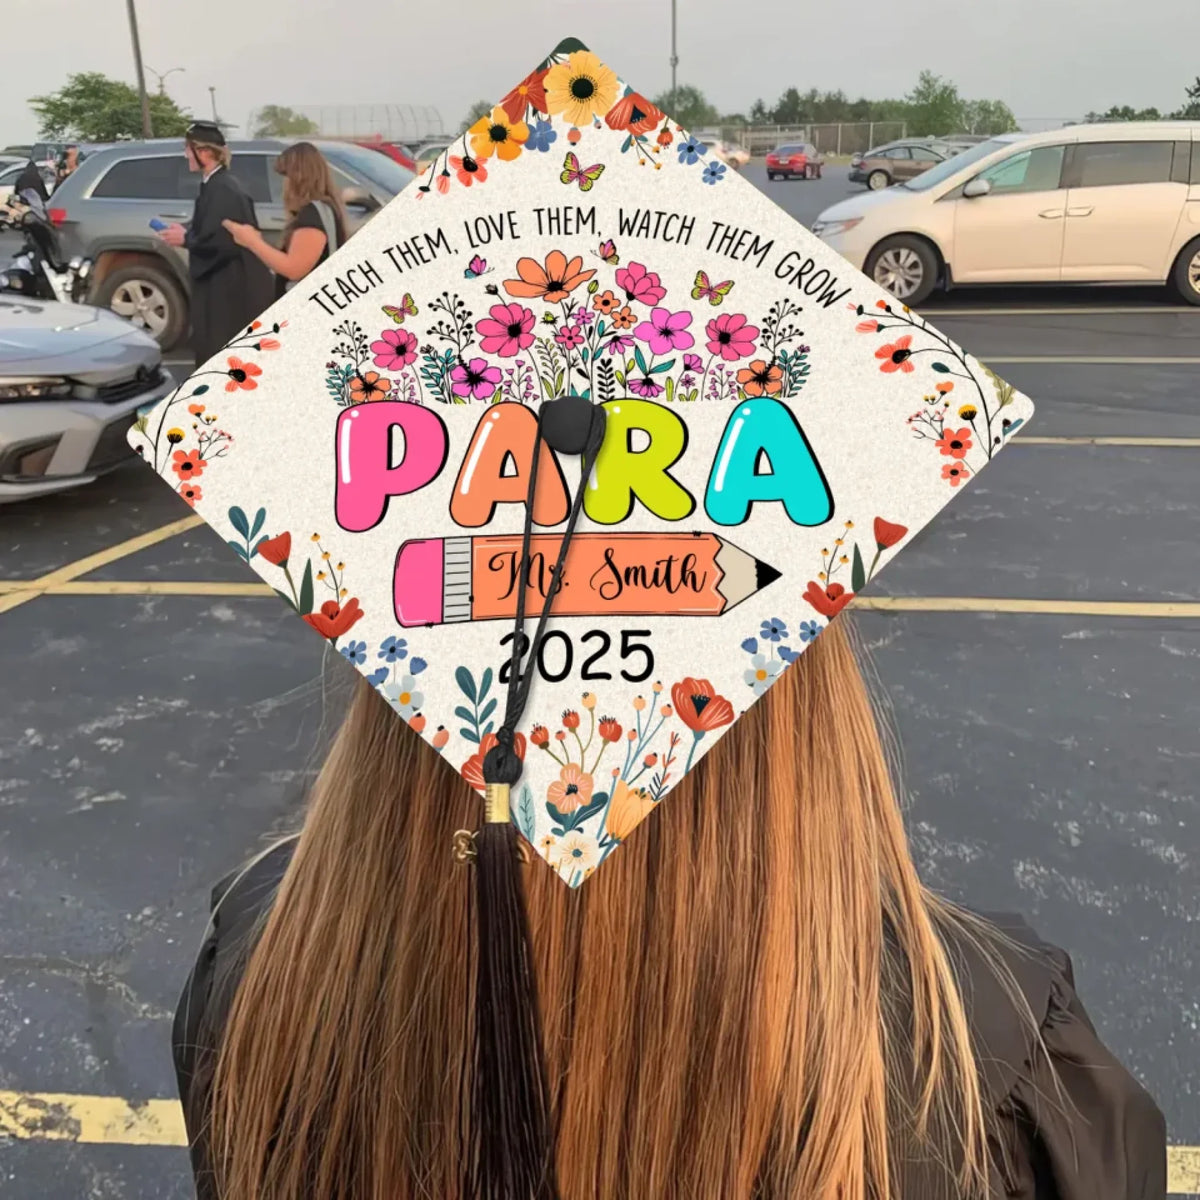 TEACH THEM, LOVE THEM, WATCH THEM GROW
PARA
Ms. Smith
2025